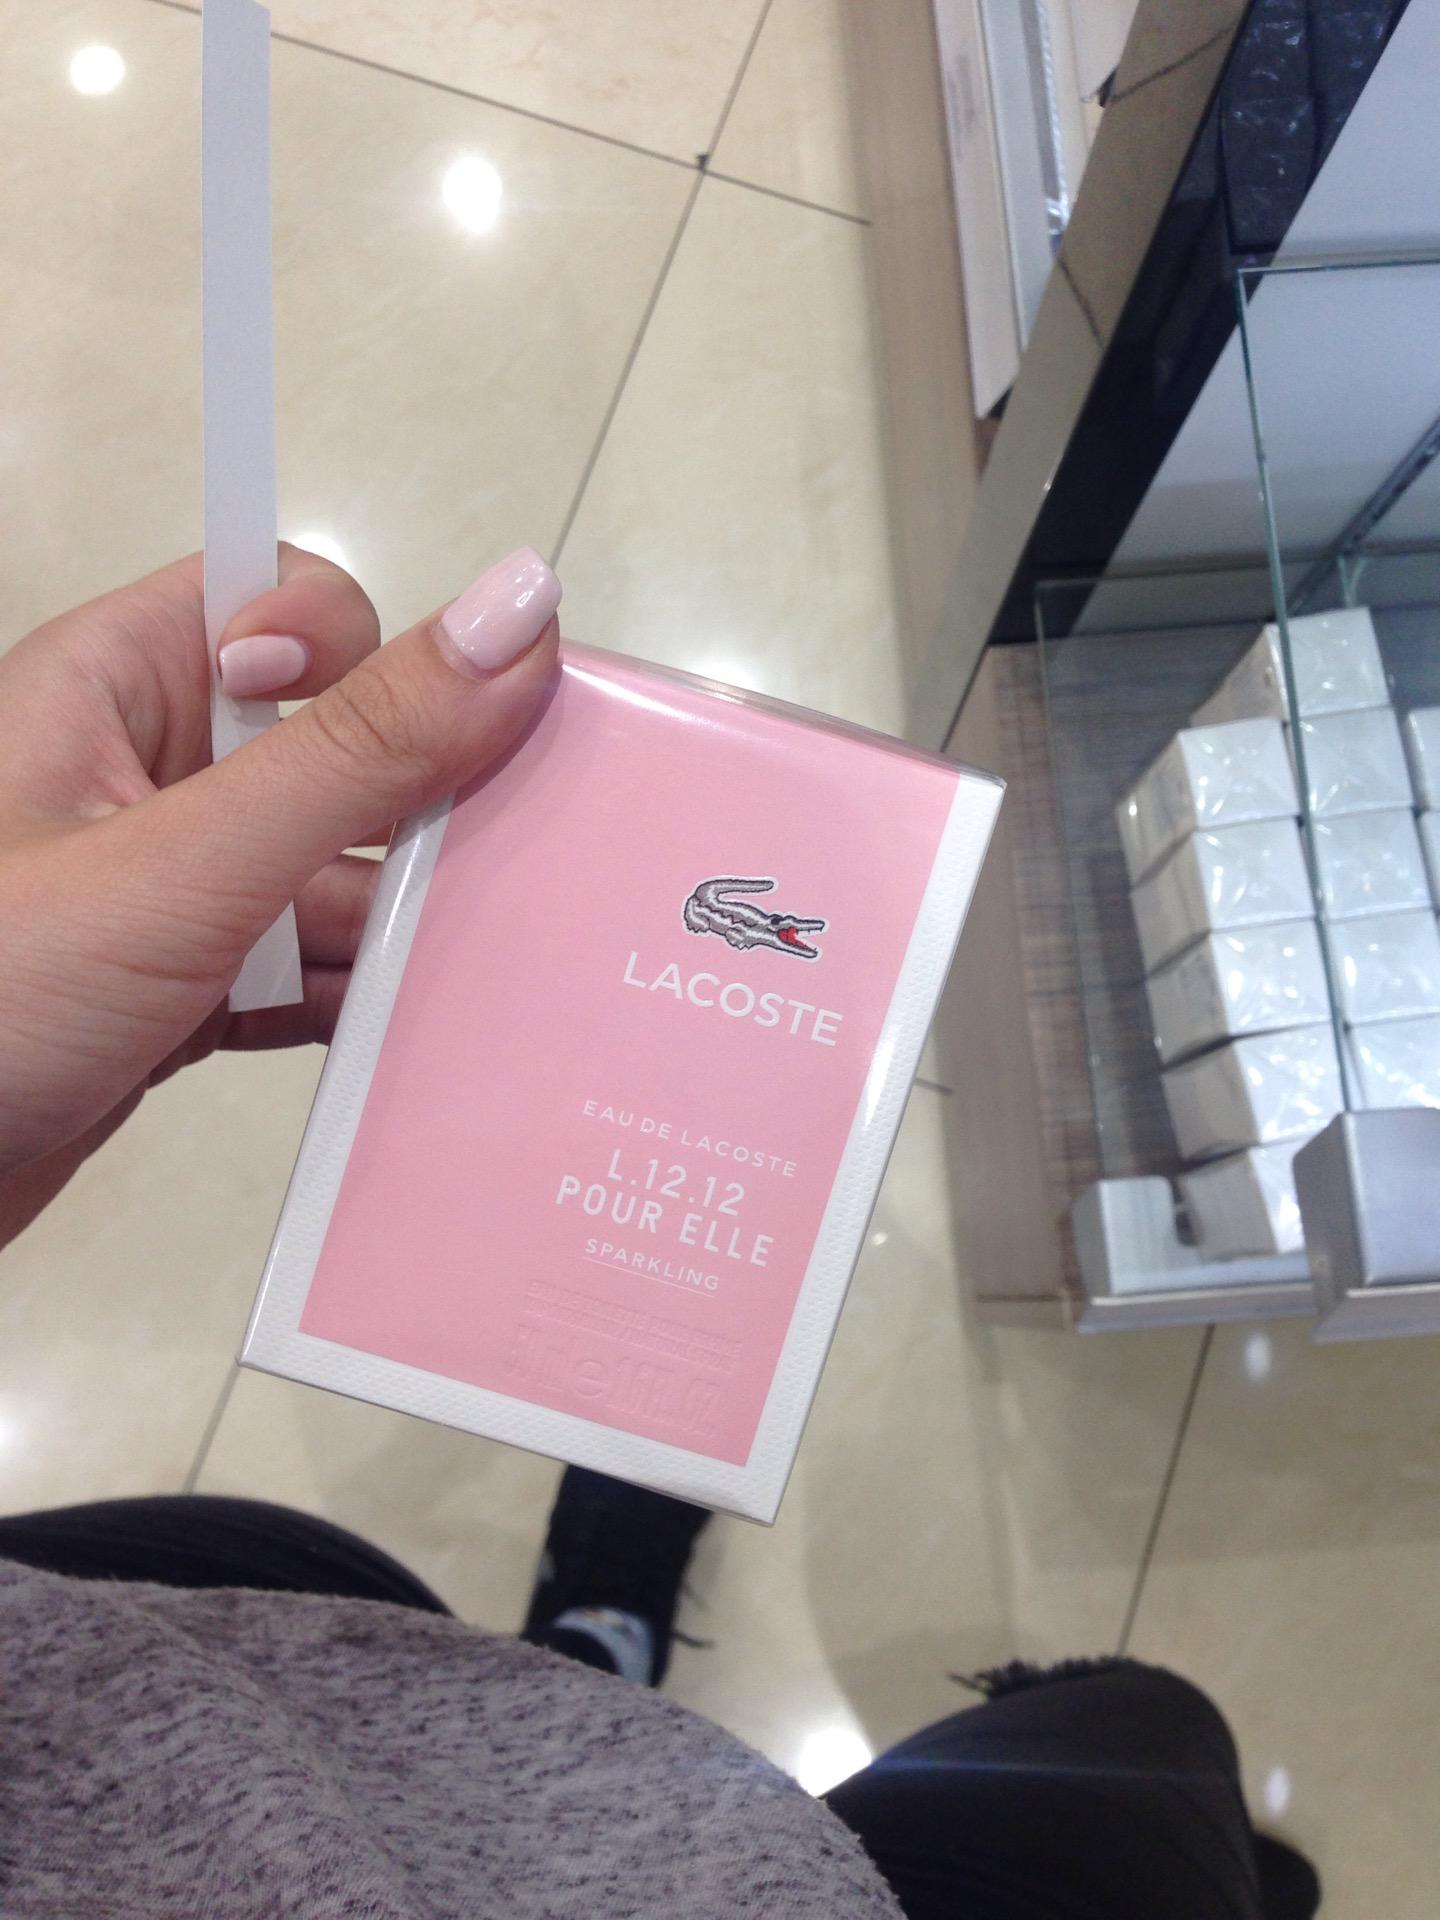 LACOSTE
EAU DE LACOSTE
L.12.12
POUR ELLE
SPARKLING